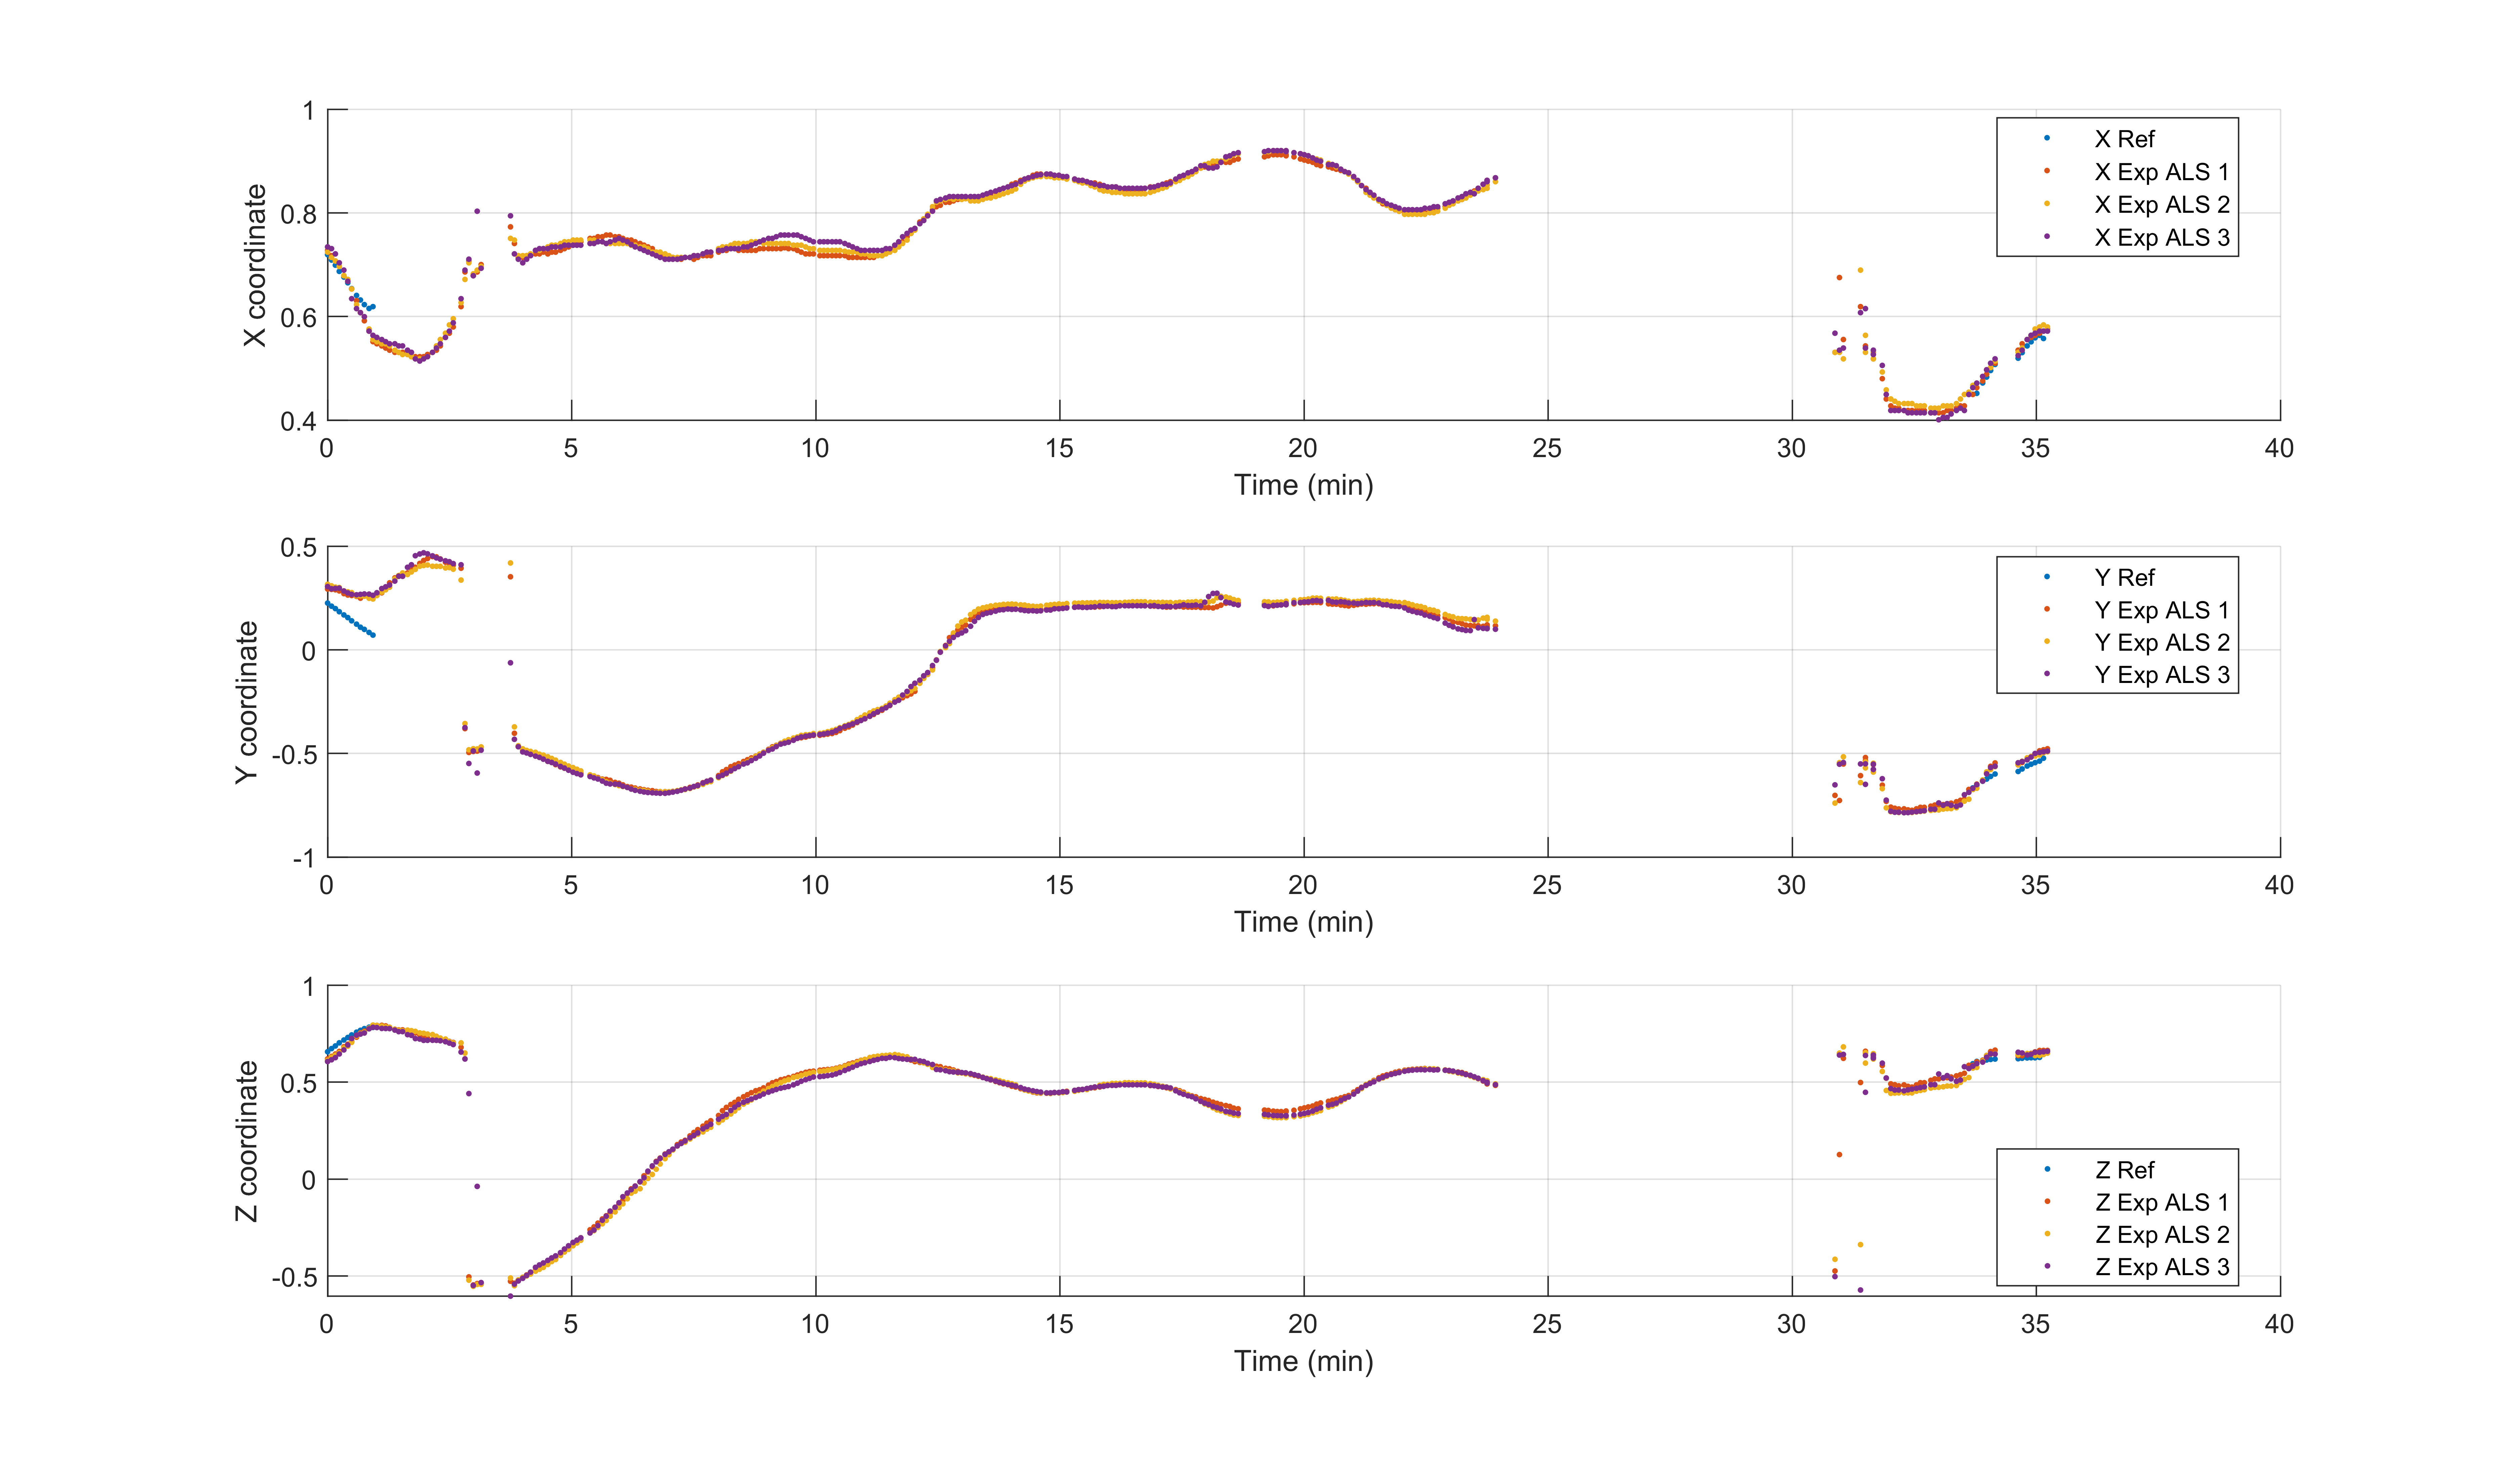 1
0.8
0.6
0.4
X coordinate
0 5 10 15 20 25 30 35 40
Time (min)
X Ref
X Exp ALS 1
X Exp ALS 2
X Exp ALS 3
0.5
0
-0.5
-1
Y coordinate
0 5 10 15 20 25 30 35 40
Time (min)
Y Ref
Y Exp ALS 1
Y Exp ALS 2
Y Exp ALS 3
1
0.5
0
-0.5
Z coordinate
0 5 10 15 20 25 30 35 40
Time (min)
Z Ref
Z Exp ALS 1
Z Exp ALS 2
Z Exp ALS 3